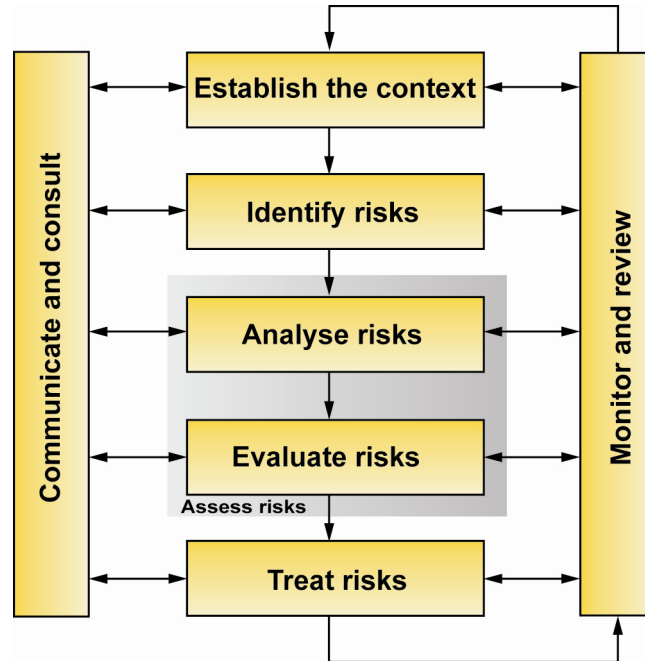 Establish the context
Communicate and consult
Monitor and review
Identify risks
Analyse risks
Evaluate risks
Assess risks
Treat risks